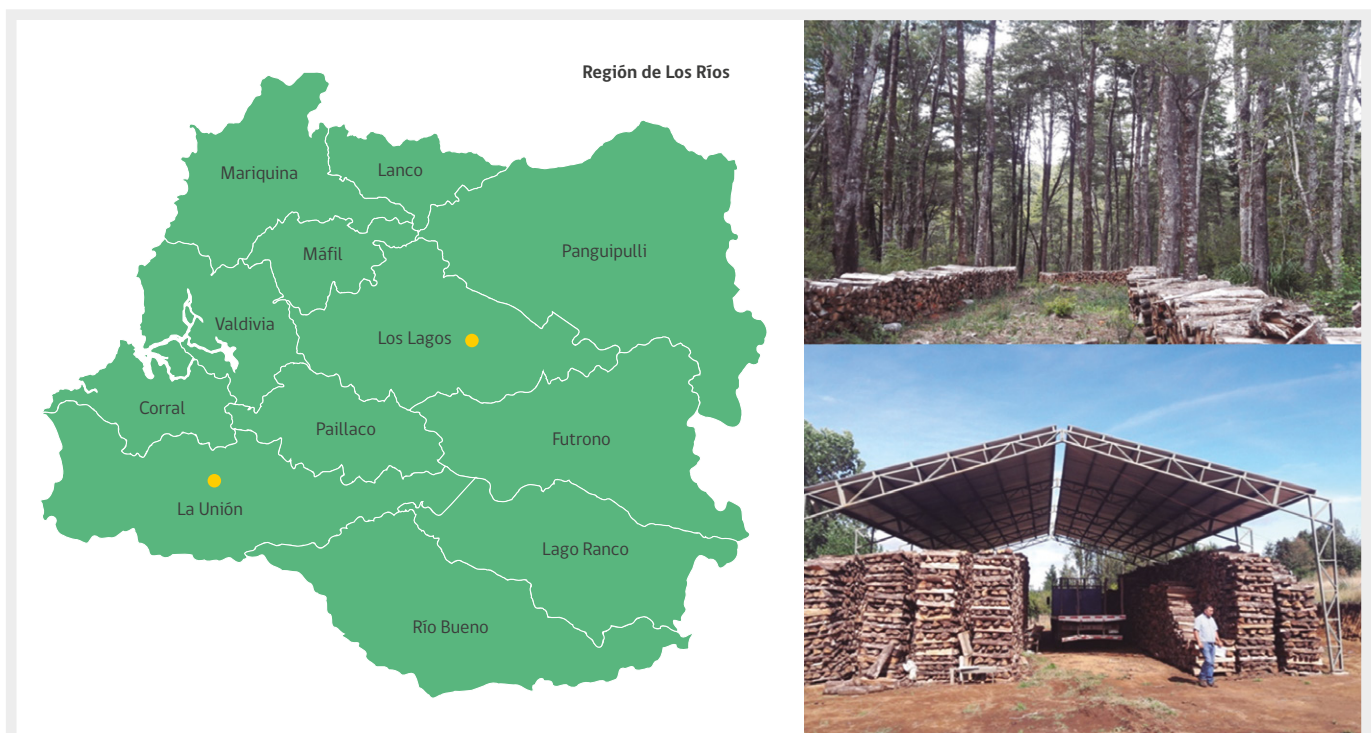 Región de Los Ríos
Mariquina
Lanco
Máfil
Panguipulli
Valdivia
Los Lagos
Corral
Paillaco
Futrono
La Unión
Lago Ranco
Río Bueno